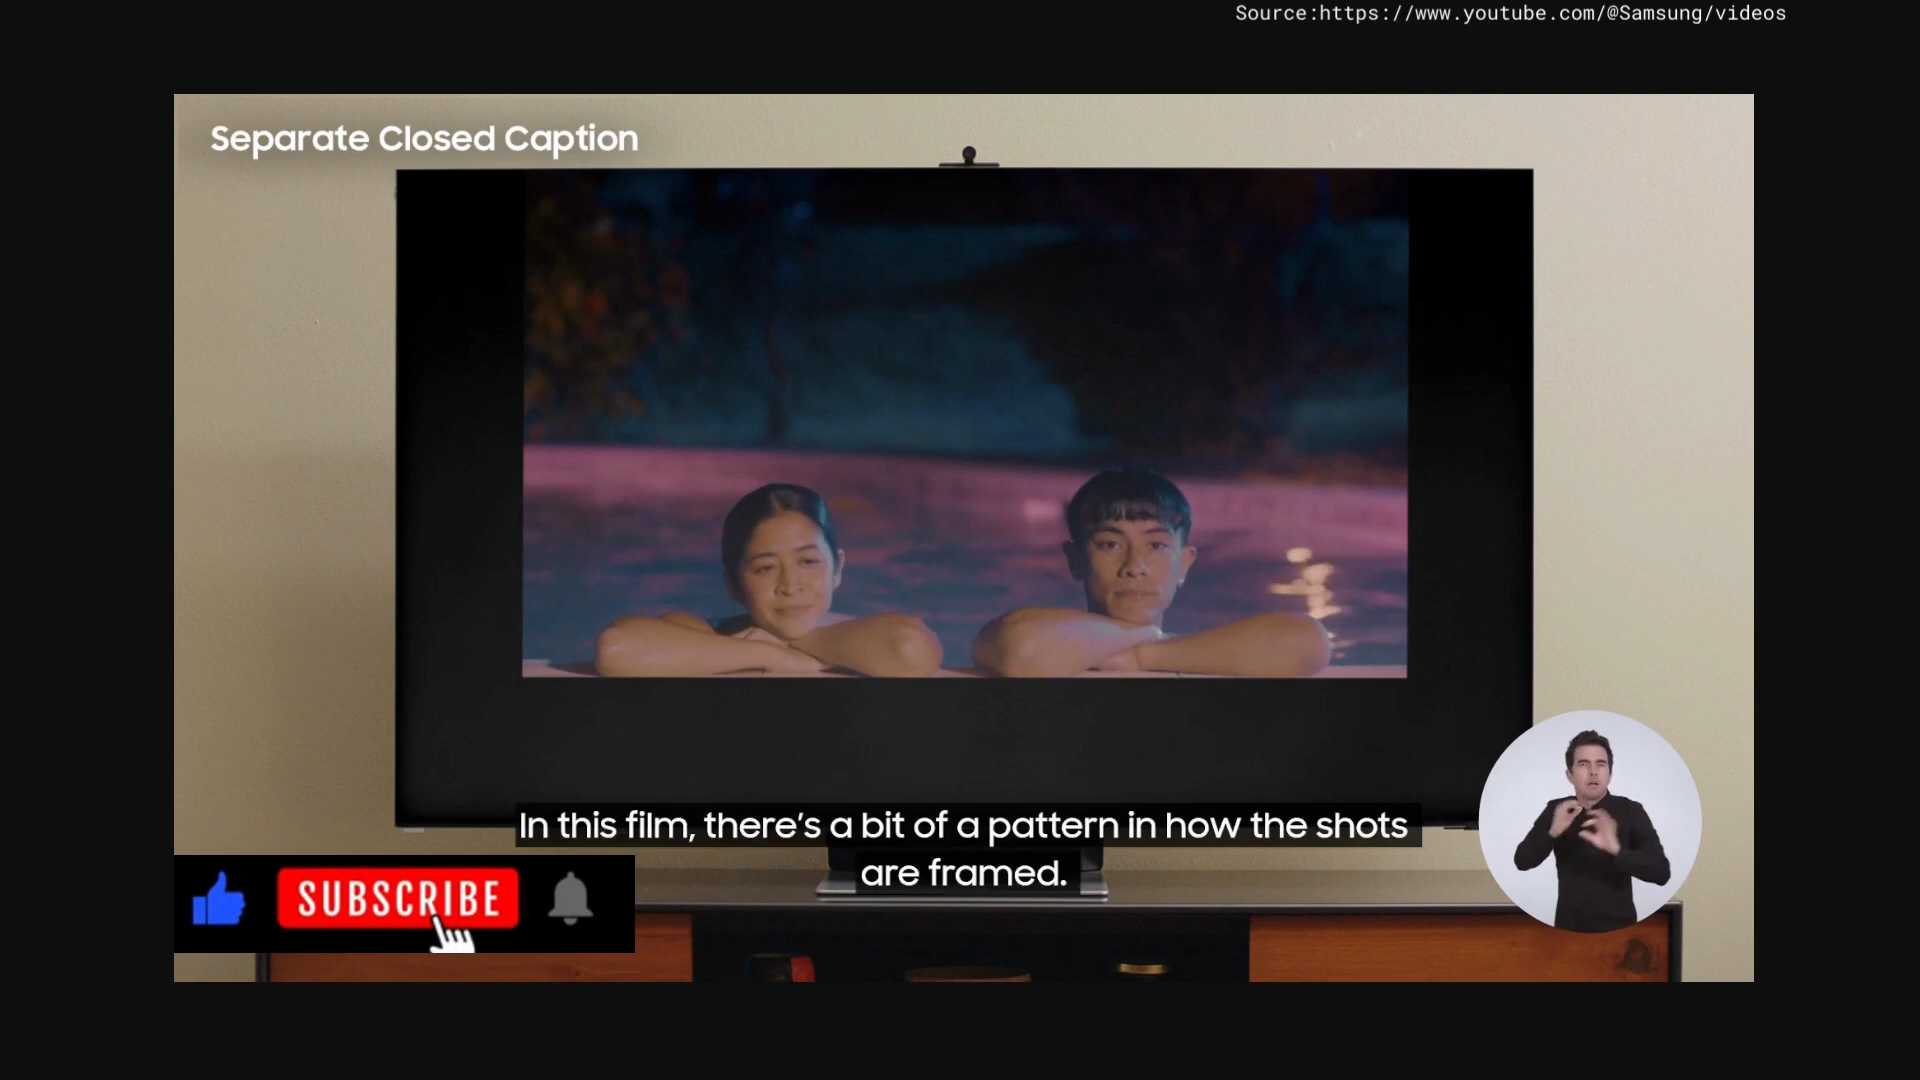 Source:https://www.youtube.com/@Samsung/videos
Separate Closed Caption
In this film, there's a bit of a pattern in how the shots
are framed.
SUBSCRIBE